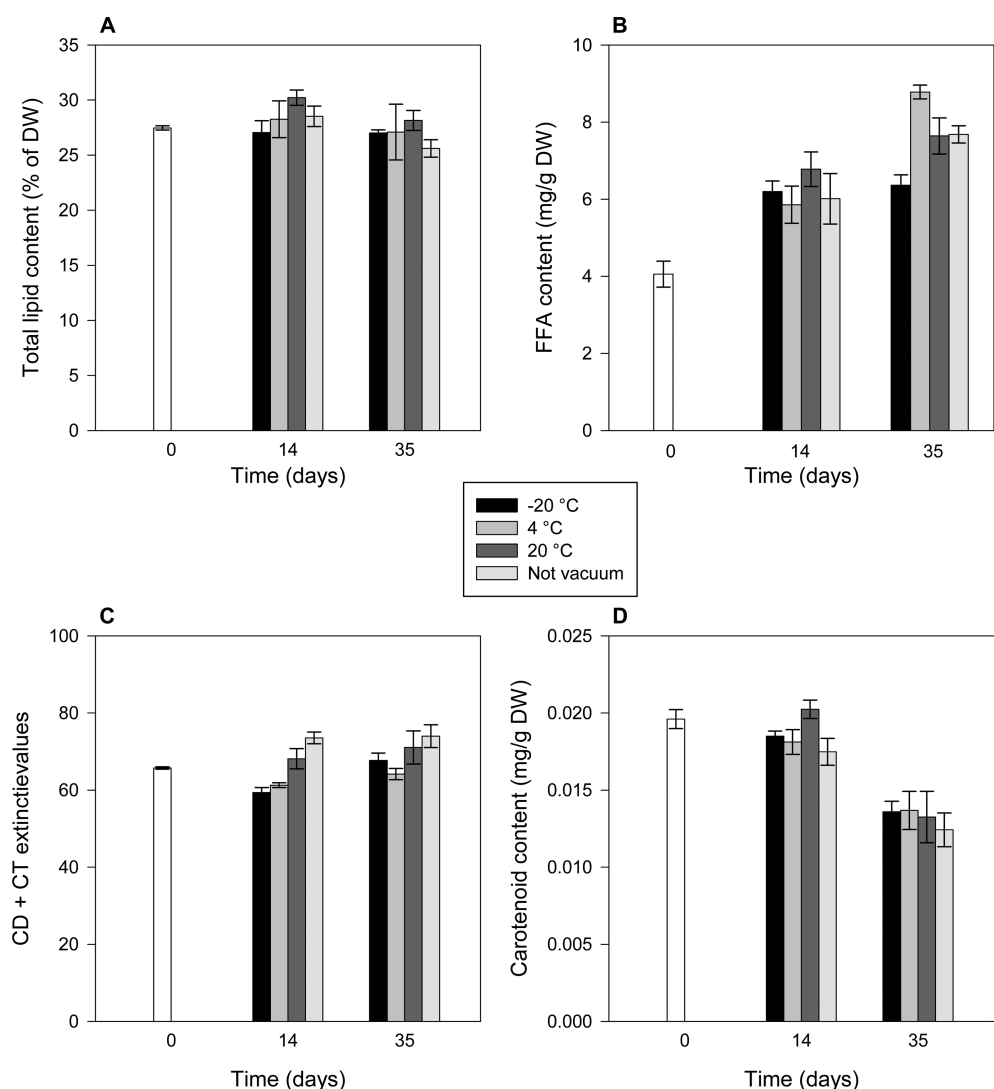 A
Total lipid content (% of DW)
35
30
25
20
15
10
5
0
0 14 35
Time (days)
B
FFA content (mg/g DW)
10
8
6
4
2
0
0 14 35
Time (days)
-20 °C
4 °C
20 °C
Not vacuum
C
CD + CT extinctievalues
100
80
60
40
20
0
0 14 35
Time (days)
D
Carotenoid content (mg/g DW)
0.025
0.020
0.015
0.010
0.005
0.000
0 14 35
Time (days)